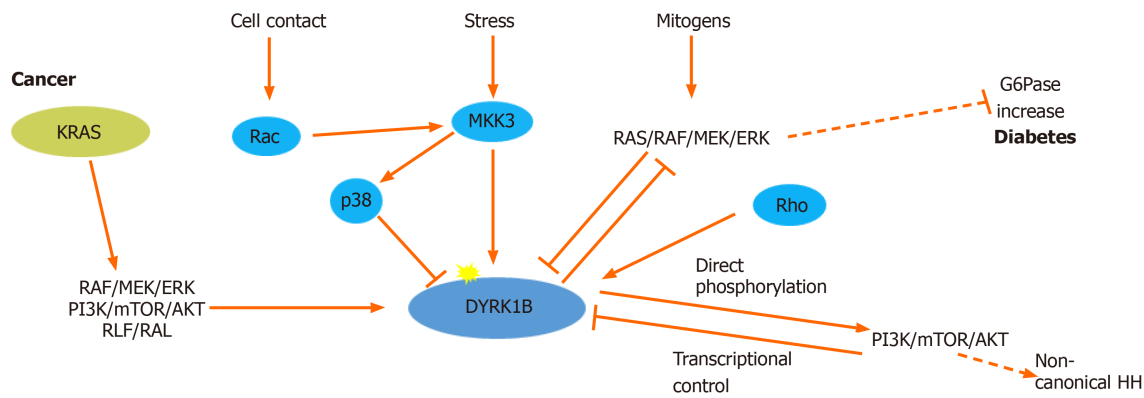 Cell contact
Stress
Mitogens
Cancer
G6Pase
increase
Diabetes
KRAS
Rac
MKK3
RAS/RAF/MEK/ERK
p38
Rho
Direct
phosphorylation
RAF/MEK/ERK
PI3K/mTOR/AKT
RLF/RAL
DYRK1B
PI3K/mTOR/AKT
Transcriptional
control
Non-
canonical HH